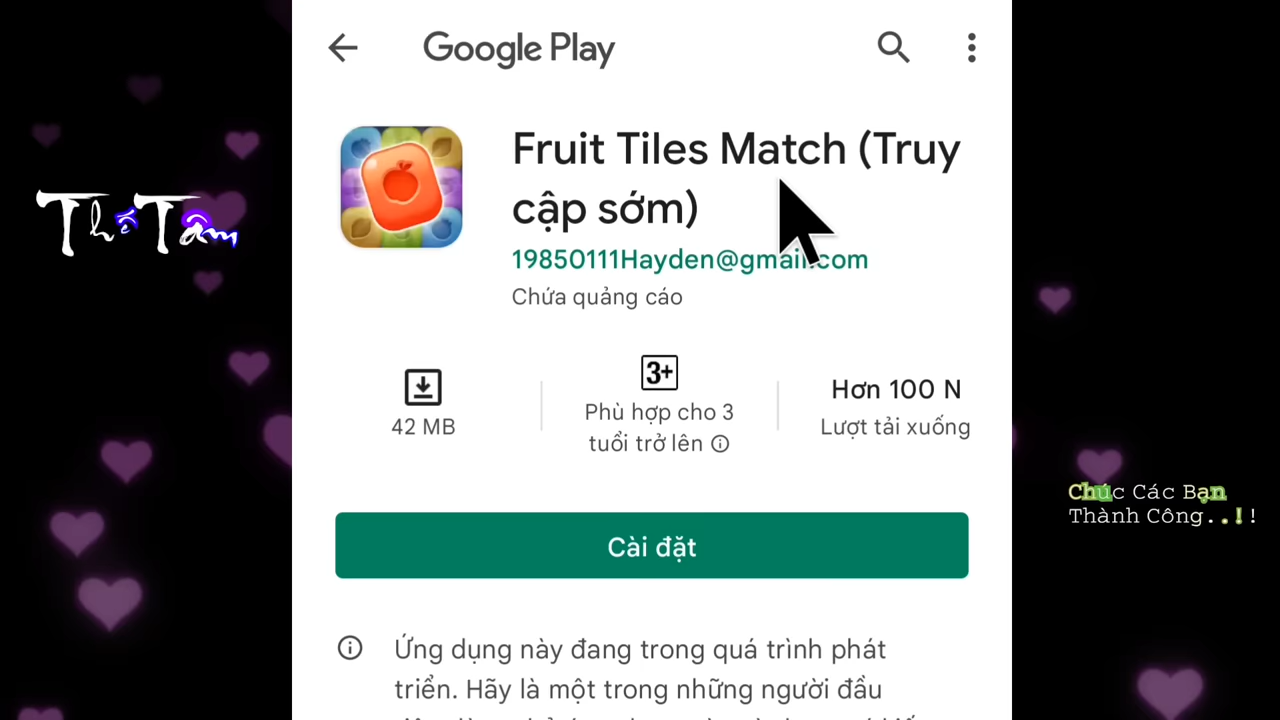 Google Play
Fruit Tiles Match (Truy
cập sớm)
19850111Hayden@gmail.com
Chứa quảng cáo
3+
Hơn 100 N
42 MB
Phù hợp cho 3
tuổi trở lên
Lượt tải xuống
Cài đặt
Ứng dụng này đang trong quá trình phát
triển. Hãy là một trong những người đầu
Thế Tâm
Chúc Các Bạn
Thành Công..!!